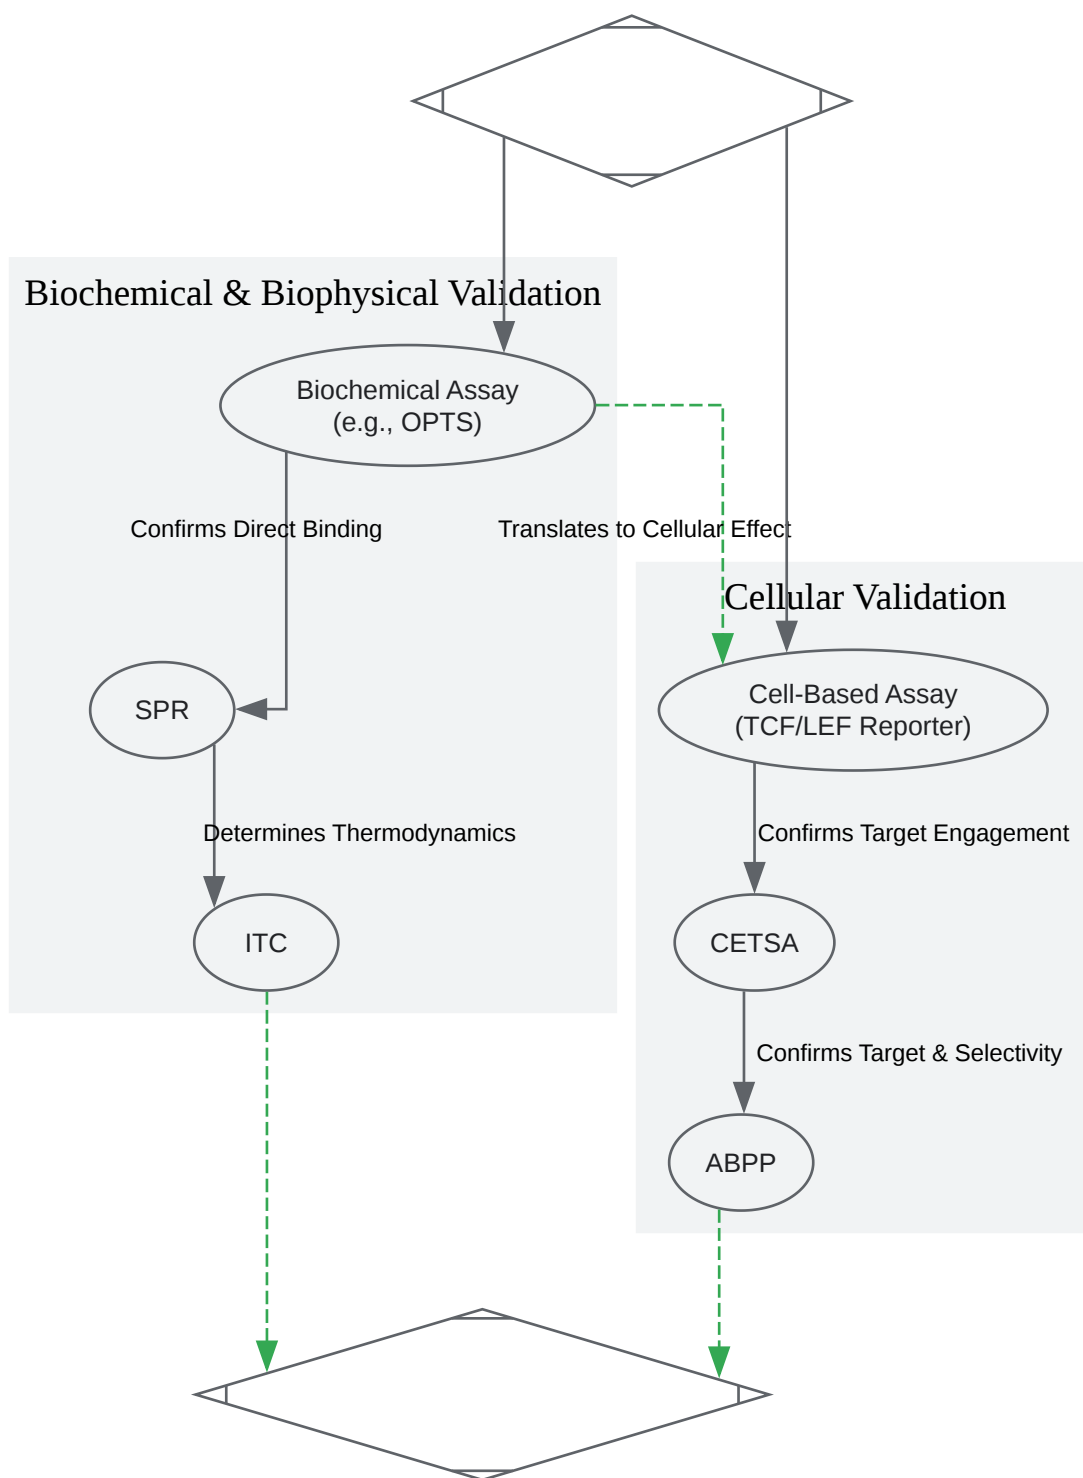 Biochemical & Biophysical Validation
Biochemical Assay
(e.g., OPTS)
Confirms Direct Binding
Translates to Cellular Effect
Cellular Validation
SPR
Cell-Based Assay
(TCF/LEF Reporter)
Determines Thermodynamics
Confirms Target Engagement
ITC
CETSA
Confirms Target & Selectivity
ABPP